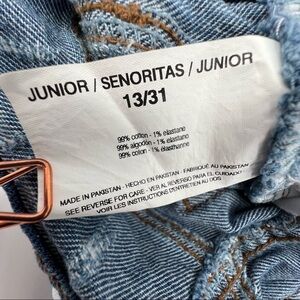 JUNIOR / SENORITAS / JUNIOR
13/31
99% cotton - 1% elastane
99% algodon - 1% elastano
99% coton - 1% elasthanne
MADE IN PAKISTAN - HECHO EN PAKISTAN - FABRIQUÉ AU PAKISTAN
SEE REVERSE FOR CARE - VER AL REVERSO PARA EL CUIDADO
VOIR LES INSTRUCTIONS D'ENTRETIEN AU DOS